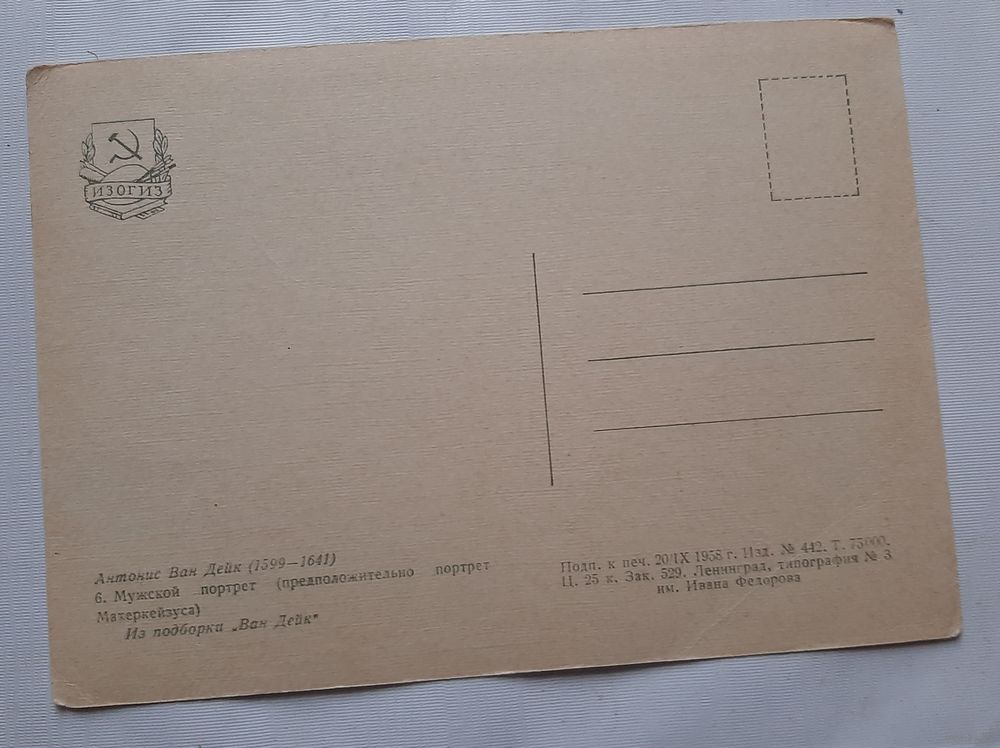 ИЗОГИЗ
Антонис Ван Дейк (1599—1641)
6. Мужской портрет (предположительно портрет
Матеркейзуса)
Из подборки „Ван Дейк"
Подп. к печ. 20/IX 1958 г. Изд. № 442. Т. 75000.
Ц. 25 к. Зак. 529. Ленинград, типография № 3
им. Ивана Федорова